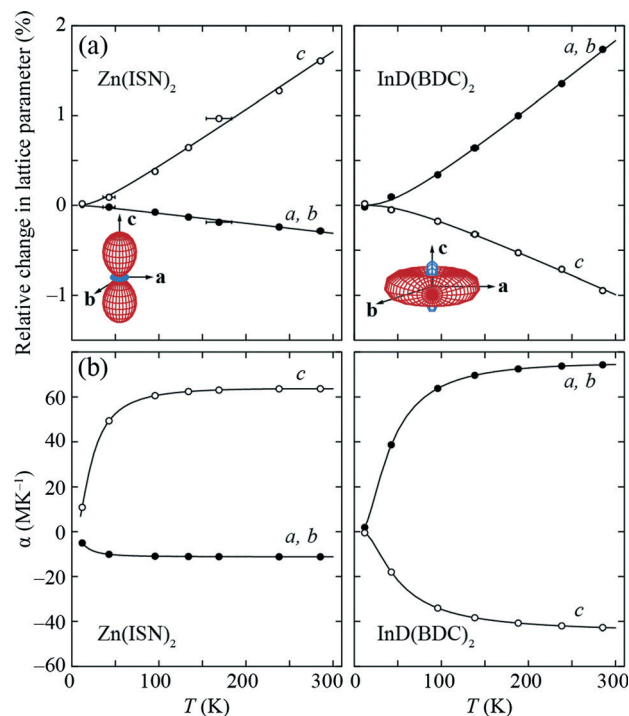 (a)
Zn(ISN)₂
c
a, b
c
a
b
InD(BDC)₂
a, b
c
c
a
b
Relative change in lattice parameter (%)
2
1
0
–1
(b)
c
a, b
Zn(ISN)₂
a, b
c
InD(BDC)₂
α (MK⁻¹)
60
40
20
0
–20
–40
–60
0 100 200 300 0 100 200 300
T (K) T (K)